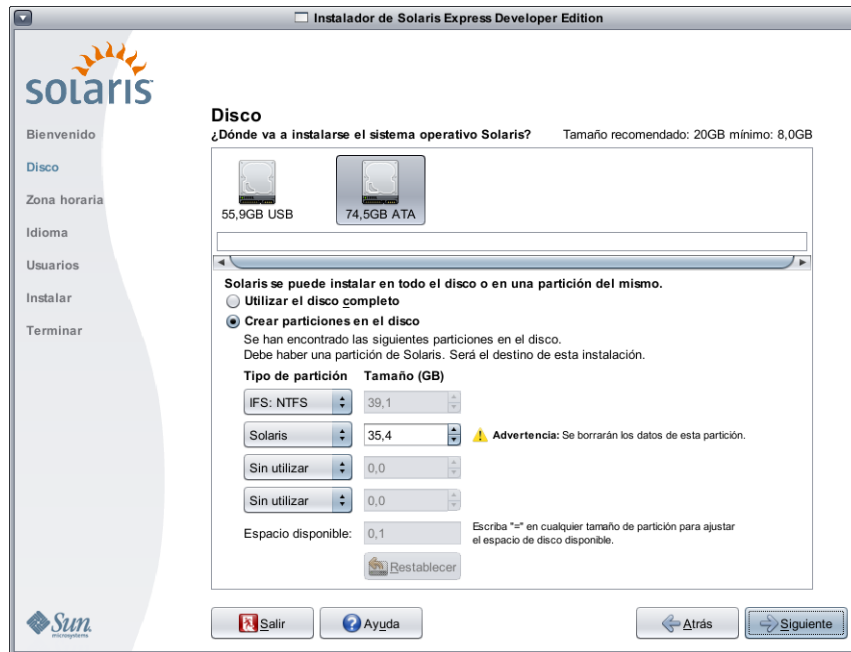 Instalador de Solaris Express Developer Edition
solaris
Bienvenido
Disco
Zona horaria
Idioma
Usuarios
Instalar
Terminar
Sun
microsystems
Disco
¿Dónde va a instalarse el sistema operativo Solaris? Tamaño recomendado: 20GB mínimo: 8,0GB
55,9GB USB 74,5GB ATA
Solaris se puede instalar en todo el disco o en una partición del mismo.
Utilizar el disco completo
Crear particiones en el disco
Se han encontrado las siguientes particiones en el disco.
Debe haber una partición de Solaris. Será el destino de esta instalación.
Tipo de partición Tamaño (GB)
IFS: NTFS 39,1
Solaris 35,4 Advertencia: Se borrarán los datos de esta partición.
Sin utilizar 0,0
Sin utilizar 0,0
Espacio disponible: 0,1 Escriba "=" en cualquier tamaño de partición para ajustar
el espacio de disco disponible.
Restablecer
Salir Ayuda Atrás Siguiente